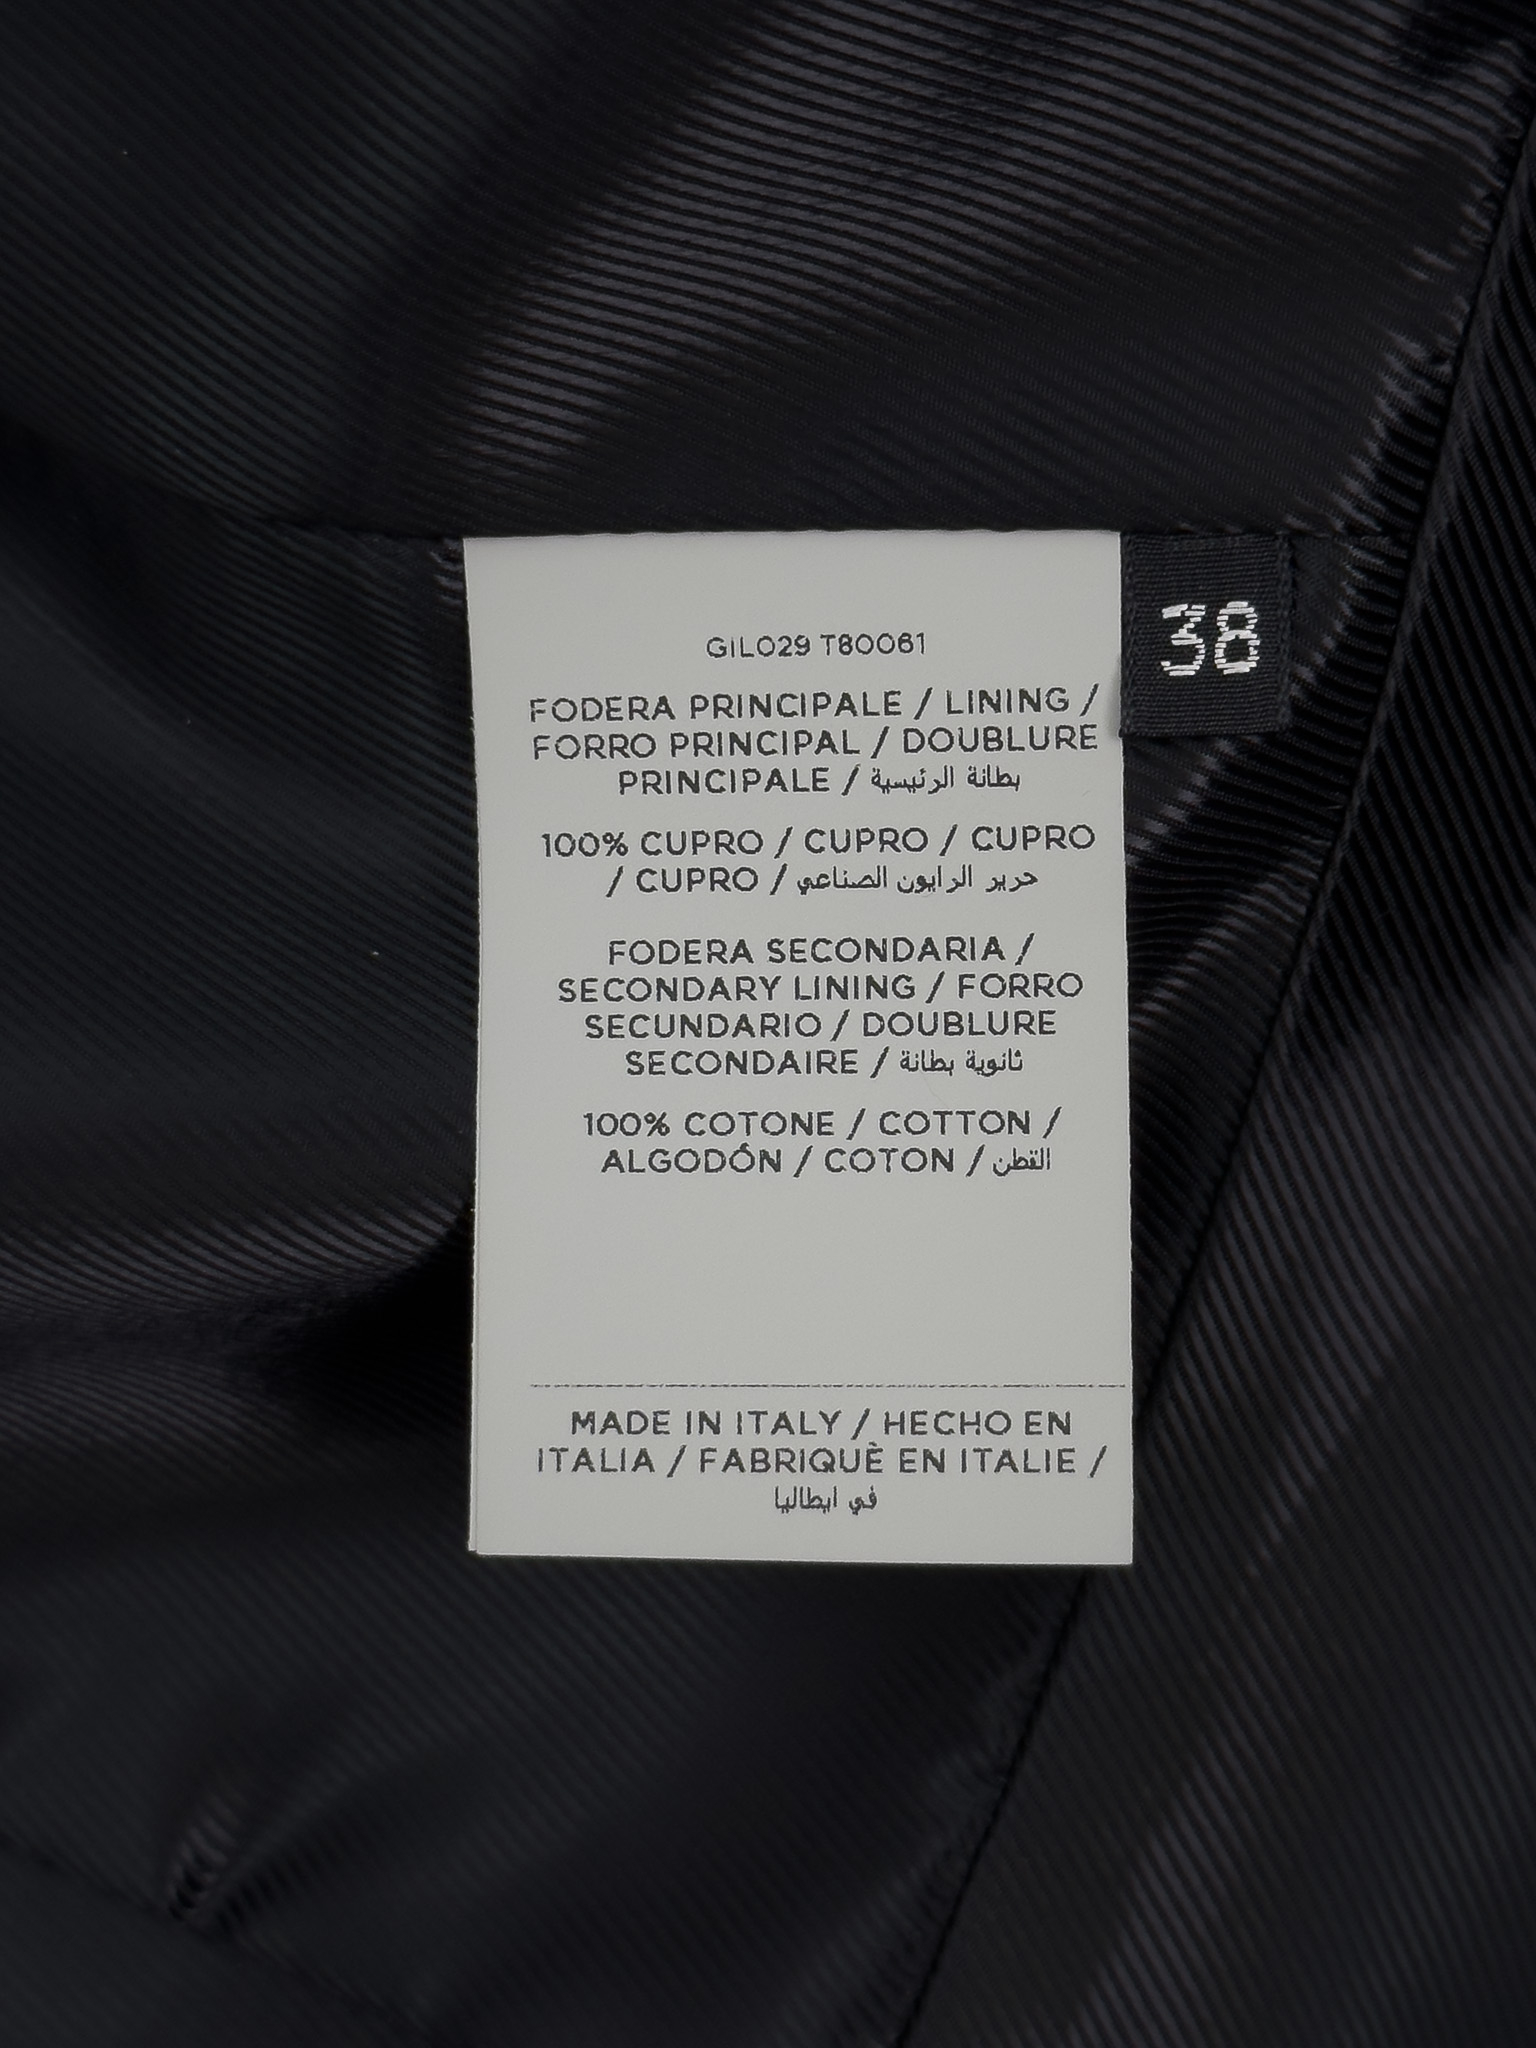 GIL029 T80061
38
FODERA PRINCIPALE / LINING /
FORRO PRINCIPAL / DOUBLURE
PRINCIPALE / بطانة الرئيسية
100% CUPRO / CUPRO / CUPRO
/ CUPRO / حرير الرايون الصناعي
FODERA SECONDARIA /
SECONDARY LINING / FORRO
SECUNDARIO / DOUBLURE
SECONDAIRE / ثانوية بطانة
100% COTONE / COTTON /
ALGODÓN / COTON / القطن
MADE IN ITALY / HECHO EN
ITALIA / FABRIQUÈ EN ITALIE /
في ايطاليا